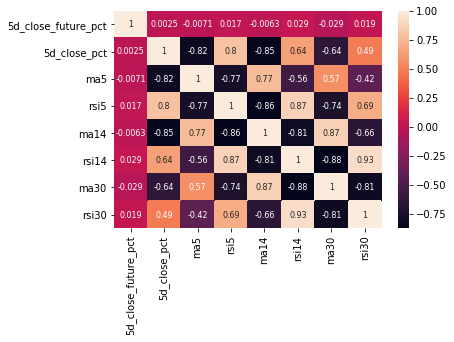 5d_close_future_pct 1 0.0025 -0.0071 0.017 -0.0063 0.029 -0.029 0.019
5d_close_pct 0.0025 1 -0.82 0.8 -0.85 0.64 -0.64 0.49
ma5 -0.0071 -0.82 1 -0.77 0.77 -0.56 0.57 -0.42
rsi5 0.017 0.8 -0.77 1 -0.86 0.87 -0.74 0.69
ma14 -0.0063 -0.85 0.77 -0.86 1 -0.81 0.87 -0.66
rsi14 0.029 0.64 -0.56 0.87 -0.81 1 -0.88 0.93
ma30 -0.029 -0.64 0.57 -0.74 0.87 -0.88 1 -0.81
rsi30 0.019 0.49 -0.42 0.69 -0.66 0.93 -0.81 1
5d_close_future_pct
5d_close_pct
ma5
rsi5
ma14
rsi14
ma30
rsi30
1.00
0.75
0.50
0.25
0.00
-0.25
-0.50
-0.75